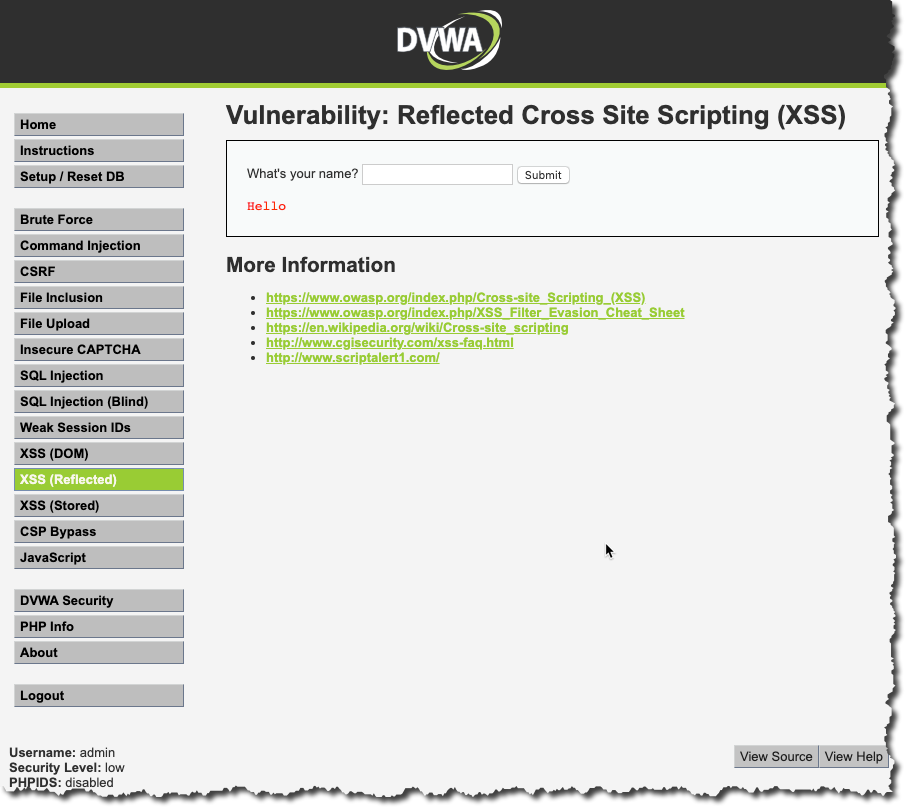 DVWA
Vulnerability: Reflected Cross Site Scripting (XSS)
Home
Instructions
Setup / Reset DB
Brute Force
Command Injection
CSRF
File Inclusion
File Upload
Insecure CAPTCHA
SQL Injection
SQL Injection (Blind)
Weak Session IDs
XSS (DOM)
XSS (Reflected)
XSS (Stored)
CSP Bypass
JavaScript
DVWA Security
PHP Info
About
Logout
What's your name? Submit
Hello
More Information
https://www.owasp.org/index.php/Cross-site_Scripting_(XSS)
https://www.owasp.org/index.php/XSS_Filter_Evasion_Cheat_Sheet
https://en.wikipedia.org/wiki/Cross-site_scripting
http://www.cgisecurity.com/xss-faq.html
http://www.scriptalert1.com/
Username: admin
Security Level: low
PHPIDS: disabled
View Source View Help